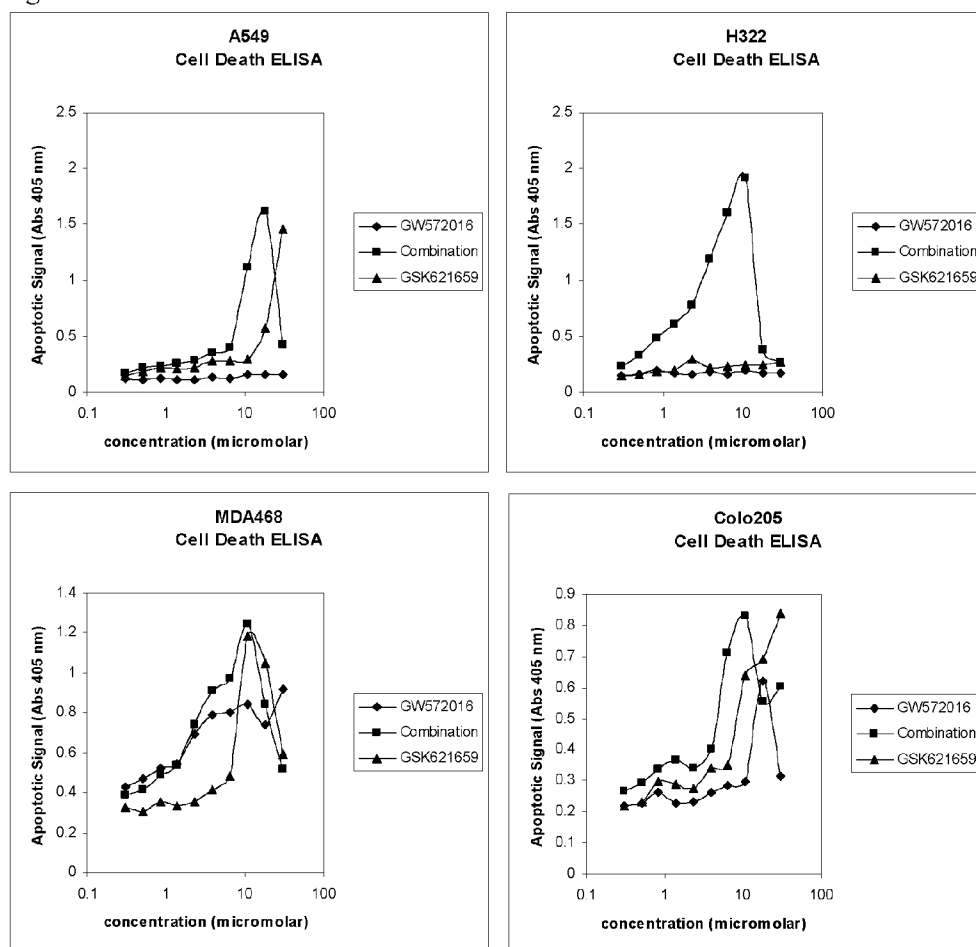 A549
Cell Death ELISA
Apoptotic Signal (Abs 405 nm)
2.5
2
1.5
1
0.5
0
0.1 1 10 100
concentration (micromolar)
GW572016
Combination
GSK621659
H322
Cell Death ELISA
Apoptotic Signal (Abs 405 nm)
2.5
2
1.5
1
0.5
0
0.1 1 10 100
concentration (micromolar)
GW572016
Combination
GSK621659
MDA468
Cell Death ELISA
Apoptotic Signal (Abs 405 nm)
1.4
1.2
1
0.8
0.6
0.4
0.2
0
0.1 1 10 100
concentration (micromolar)
GW572016
Combination
GSK621659
Colo205
Cell Death ELISA
Apoptotic Signal (Abs 405 nm)
0.9
0.8
0.7
0.6
0.5
0.4
0.3
0.2
0.1
0
0.1 1 10 100
concentration (micromolar)
GW572016
Combination
GSK621659